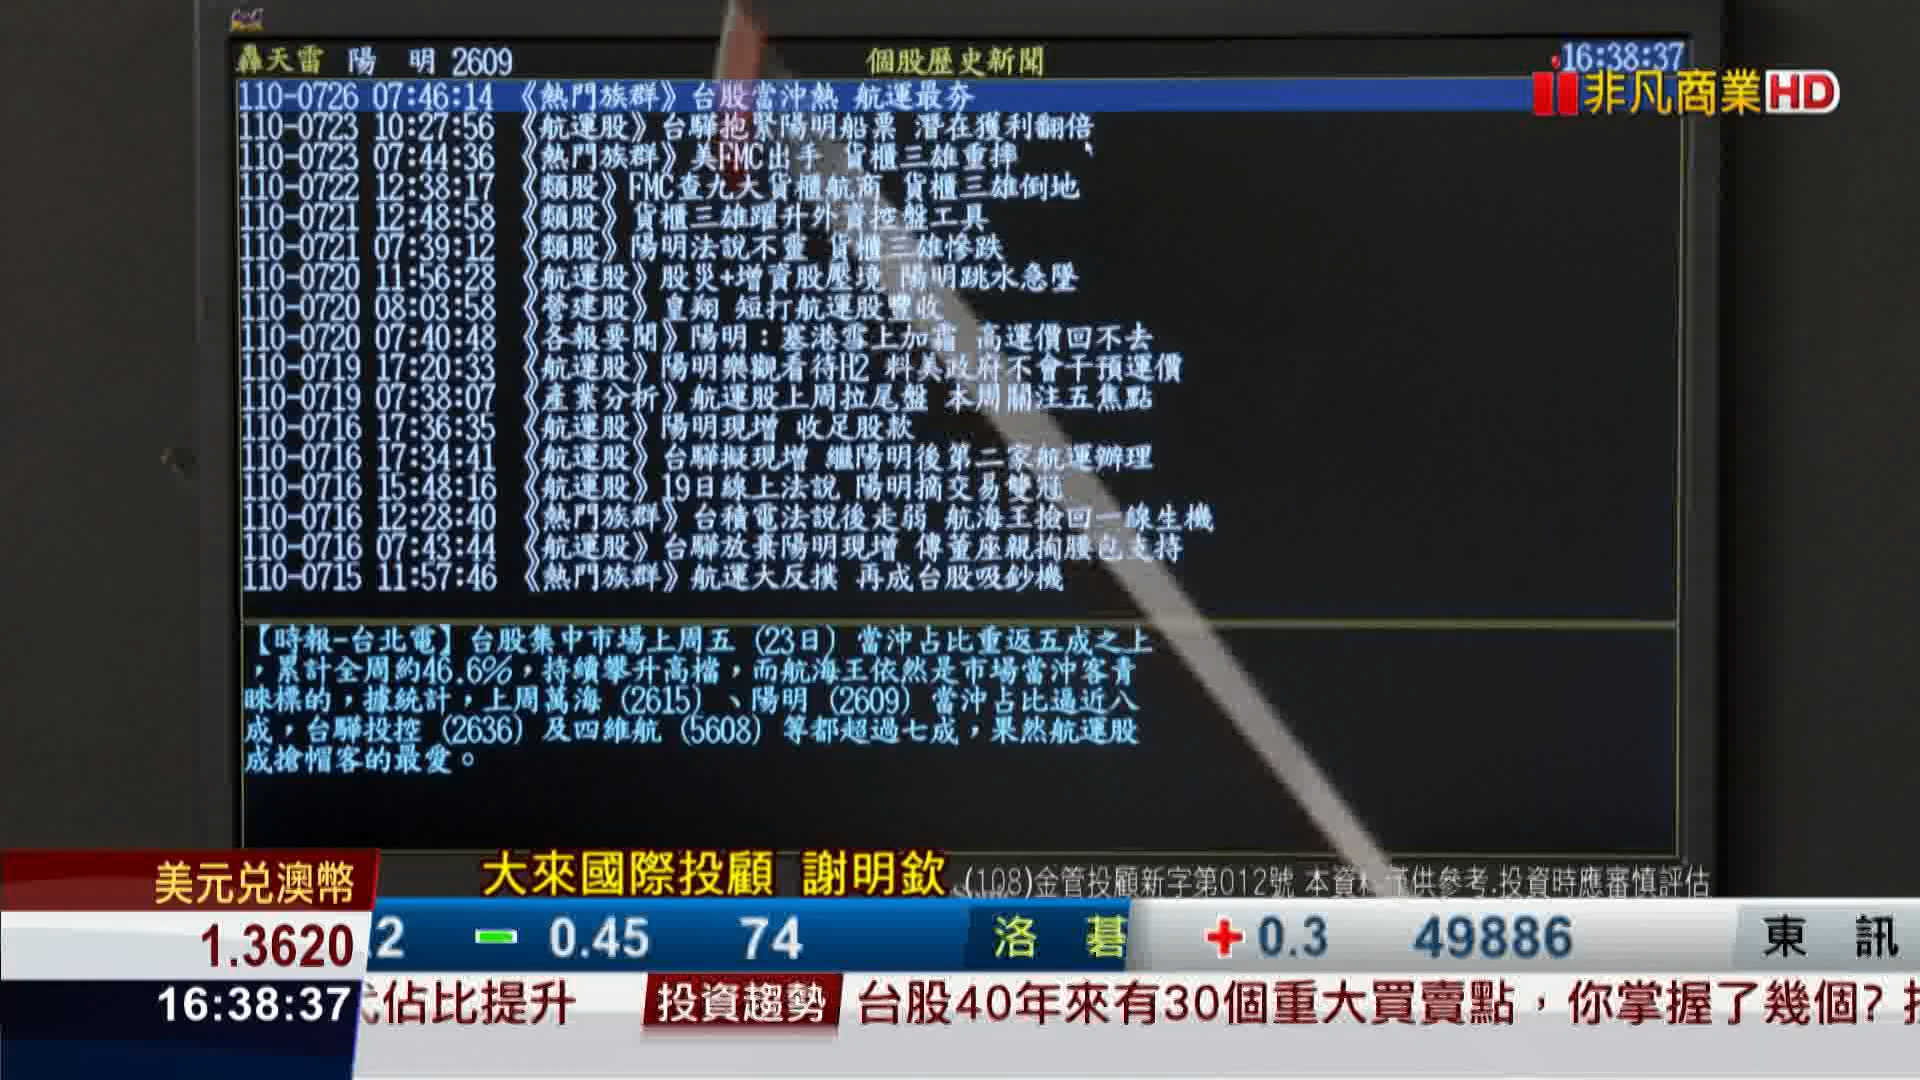 轟天雷 陽 明 2609 個股歷史新聞 16:38:37
非凡商業HD
110-0726 07:46:14 《熱門族群》台股當沖熱 航運最夯
110-0723 10:27:56 《航運股》台驊抱緊陽明船票 潛在獲利翻倍
110-0723 07:44:36 《熱門族群》美FMC出手 貨櫃三雄重摔
110-0722 12:38:17 《類股》FMC查九大貨櫃航商 貨櫃三雄倒地
110-0721 12:48:58 《類股》貨櫃三雄躍升外資控盤工具
110-0721 07:39:12 《類股》陽明法說不靈 貨櫃三雄慘跌
110-0720 11:56:28 《航運股》股災+增資股壓境 陽明跳水急墜
110-0720 08:03:58 《營建股》皇翔 短打航運股豐收
110-0720 07:40:48 《各報要聞》陽明：塞港雪上加霜 高運價回不去
110-0719 17:20:33 《航運股》陽明樂觀看待H2 料美政府不會干預運價
110-0719 07:38:07 《產業分析》航運股上周拉尾盤 本周關注五焦點
110-0716 17:36:35 《航運股》陽明現增 收足股款
110-0716 17:34:41 《航運股》台驊擬現增 繼陽明後第二家航運辦理
110-0716 15:48:16 《航運股》19日線上法說 陽明摘交易雙冠
110-0716 12:28:40 《熱門族群》台積電法說後走弱 航海王撿回一線生機
110-0716 07:43:44 《航運股》台驊放棄陽明現增 傳董座親掏腰包支持
110-0715 11:57:46 《熱門族群》航運大反撲 再成台股吸鈔機
【時報-台北電】台股集中市場上周五（23日）當沖占比重返五成之上
，累計全周約46.6%，持續攀升高檔，而航海王依然是市場當沖客青
睞標的，據統計，上周萬海（2615）、陽明（2609）當沖占比逼近八
成，台驊投控（2636）及四維航（5608）等都超過七成，果然航運股
成搶帽客的最愛。
大來國際投顧 謝明欽 (108)金管投顧新字第012號 本資料僅供參考.投資時應審慎評估
美元兌澳幣
1.3620
.2 0.45 74 洛 碁 + 0.3 49886 東 訊
16:38:37
佔比提升 投資趨勢 台股40年來有30個重大買賣點，你掌握了幾個?